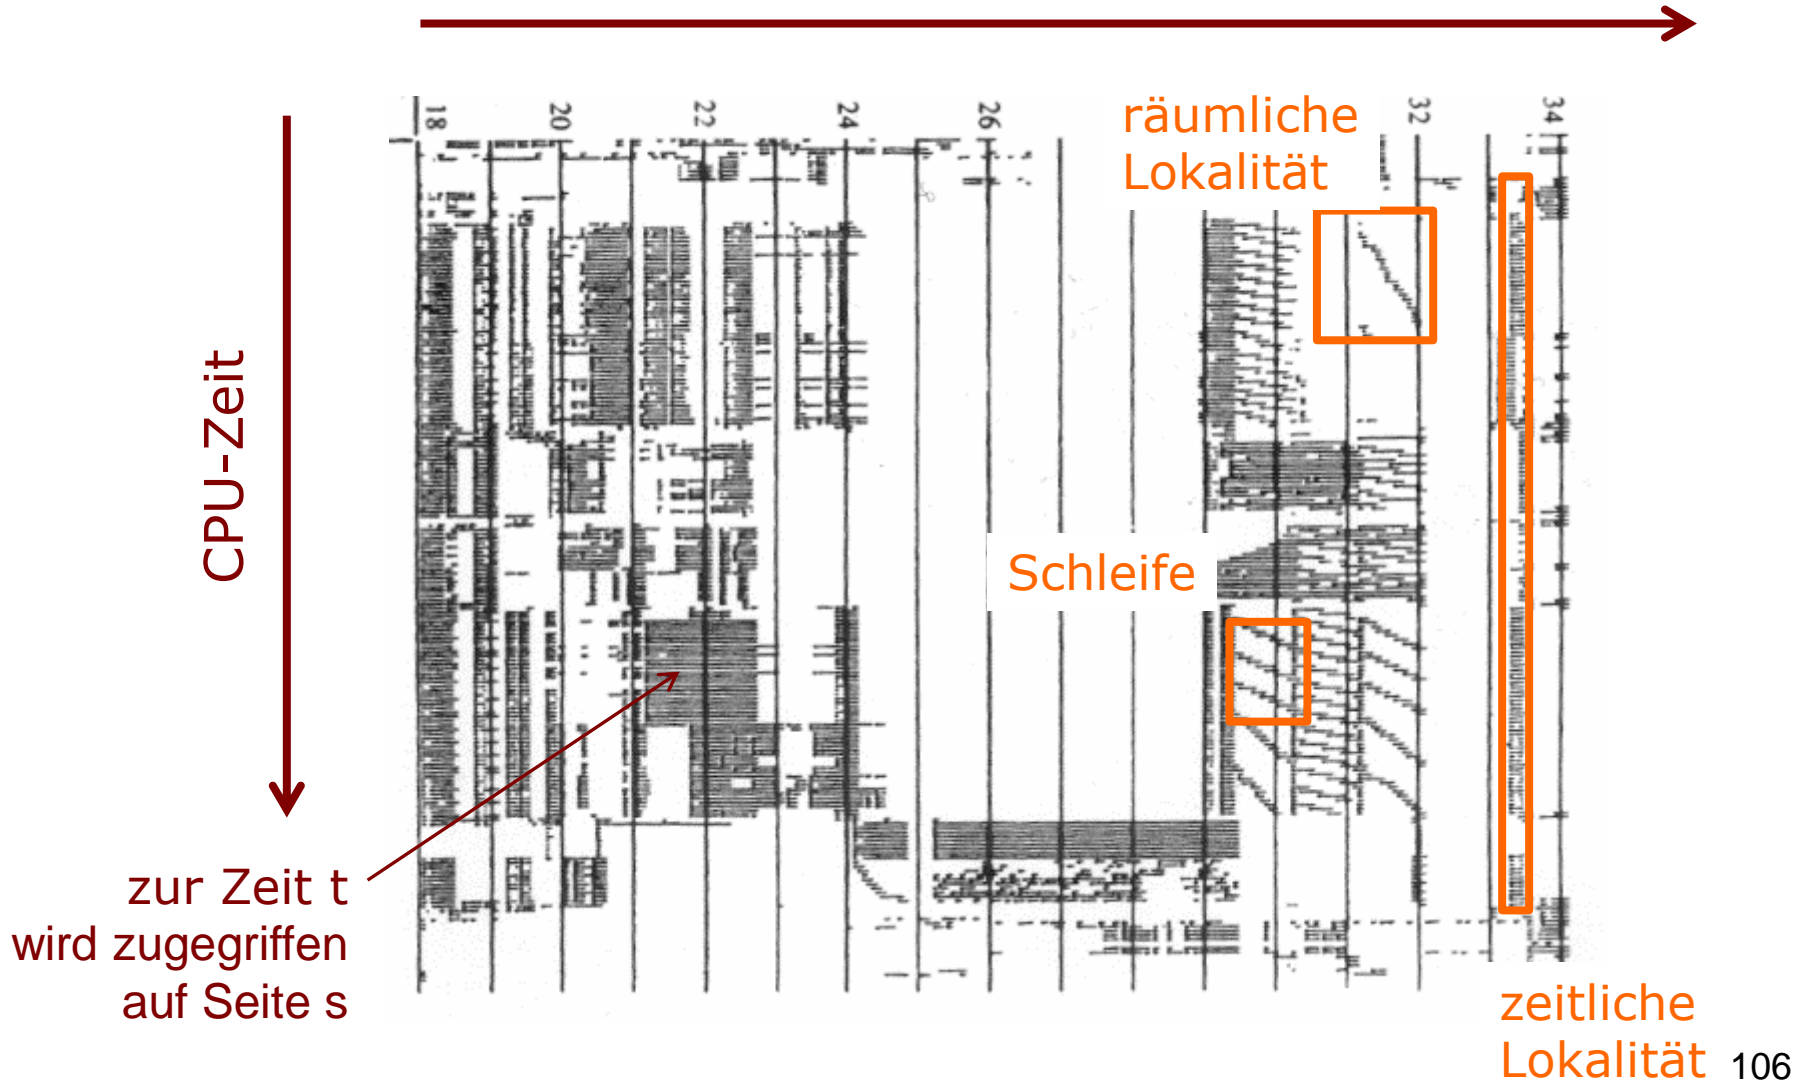 18
20
22
24
26
32
34
räumliche
Lokalität
CPU-Zeit
Schleife
zur Zeit t
wird zugegriffen
auf Seite s
zeitliche
Lokalität
106